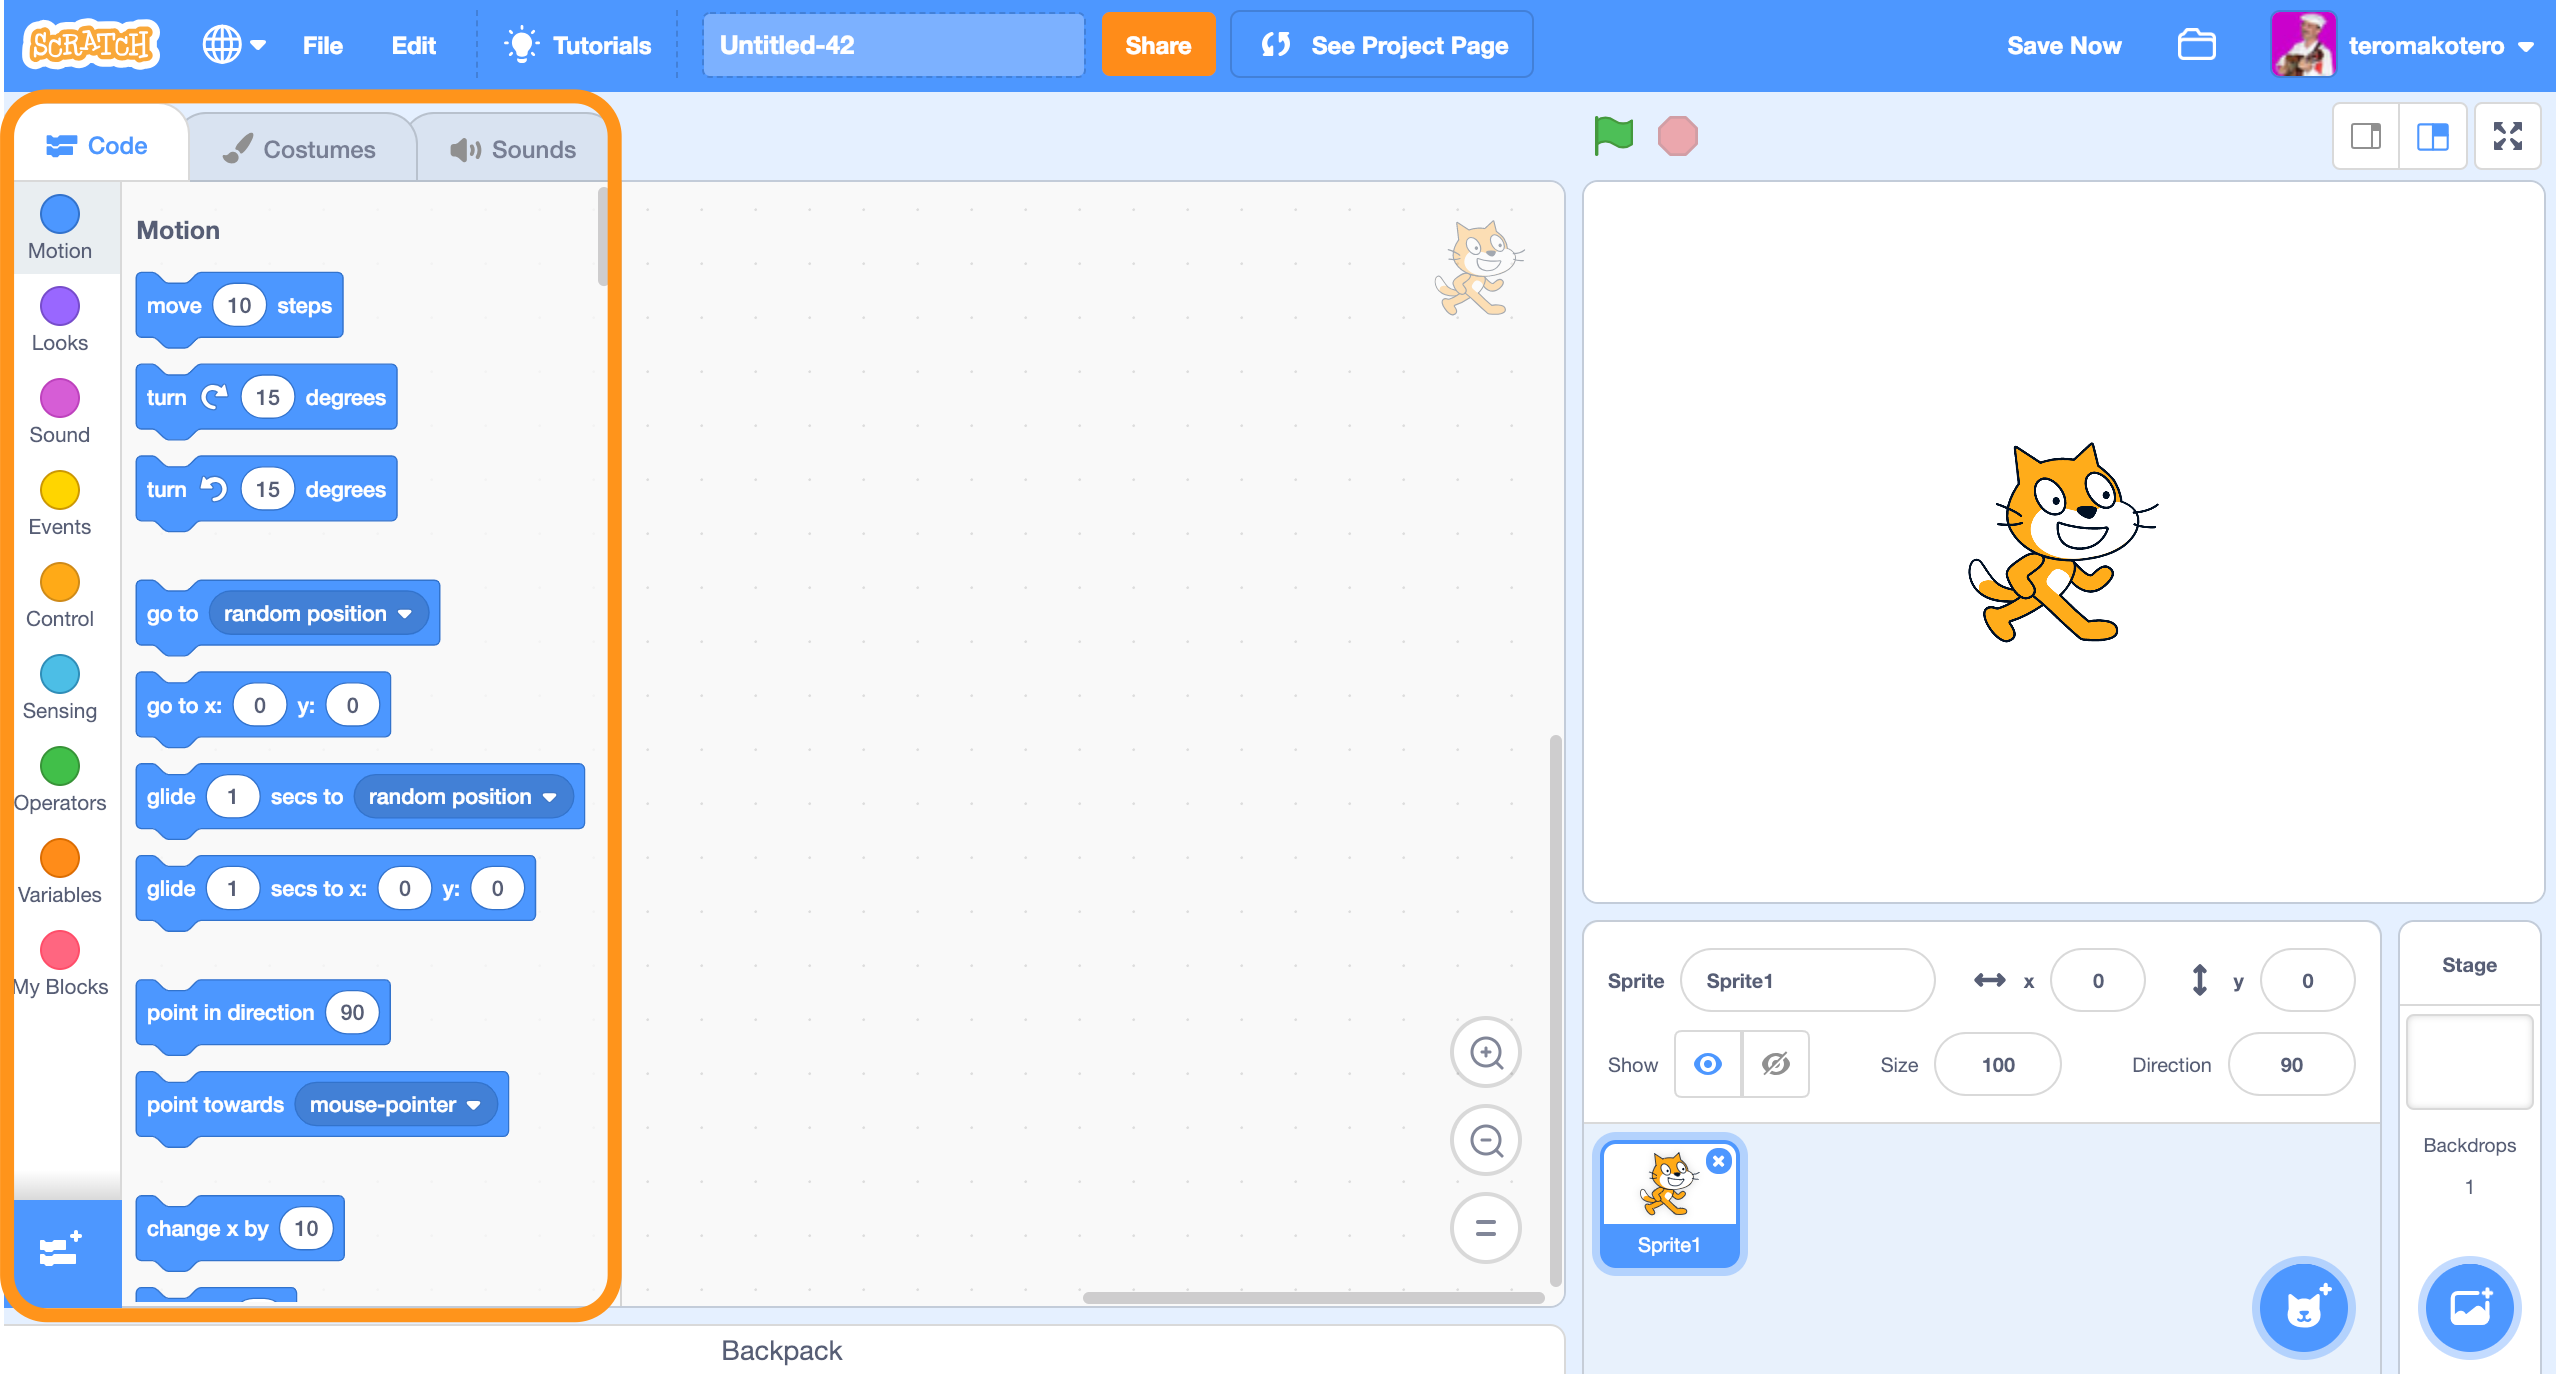 SCRATCH
File
Edit
Tutorials
Untitled-42
Share
See Project Page
Save Now
teromakotero
Code
Costumes
Sounds
Motion
Looks
Sound
Events
Control
Sensing
Operators
Variables
My Blocks
Motion
move 10 steps
turn 15 degrees
turn 15 degrees
go to random position
go to x: 0 y: 0
glide 1 secs to random position
glide 1 secs to x: 0 y: 0
point in direction 90
point towards mouse-pointer
change x by 10
Backpack
Sprite Sprite1 x 0 y 0
Show Size 100 Direction 90
Sprite1
Stage
Backdrops
1